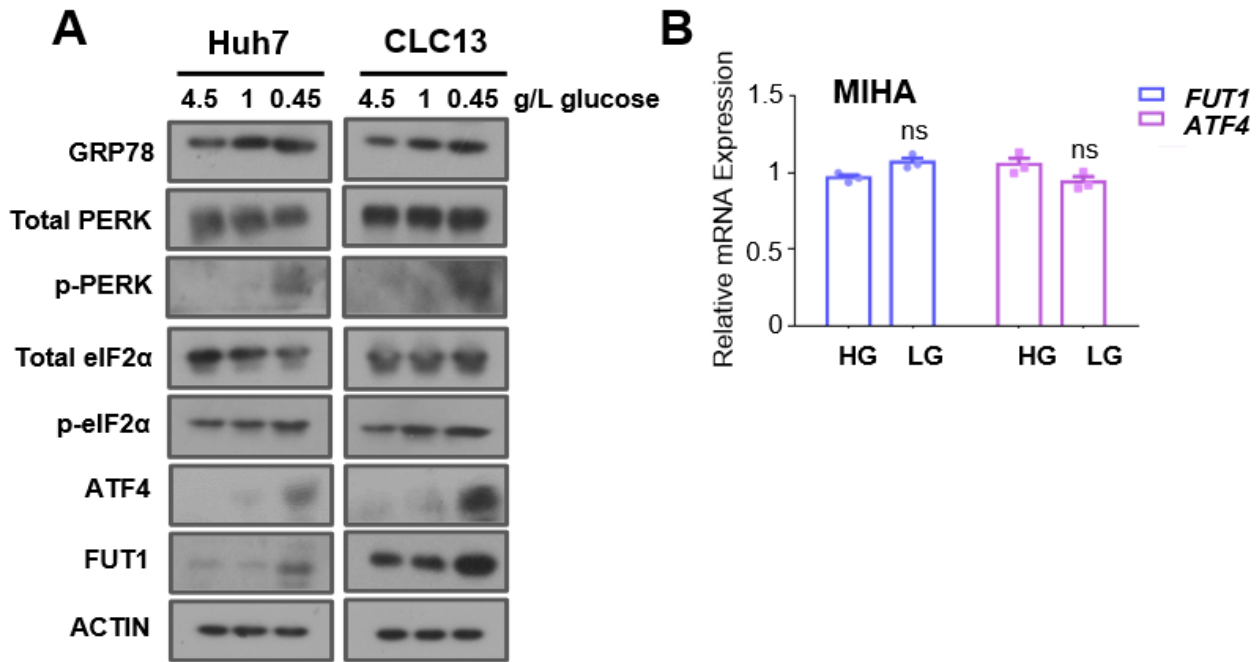 A
Huh7 CLC13
4.5 1 0.45 4.5 1 0.45 g/L glucose
GRP78
Total PERK
p-PERK
Total eIF2α
p-eIF2α
ATF4
FUT1
ACTIN
B
MIHA
FUT1
ATF4
Relative mRNA Expression
1.5
1
0.5
0
ns
ns
HG LG HG LG